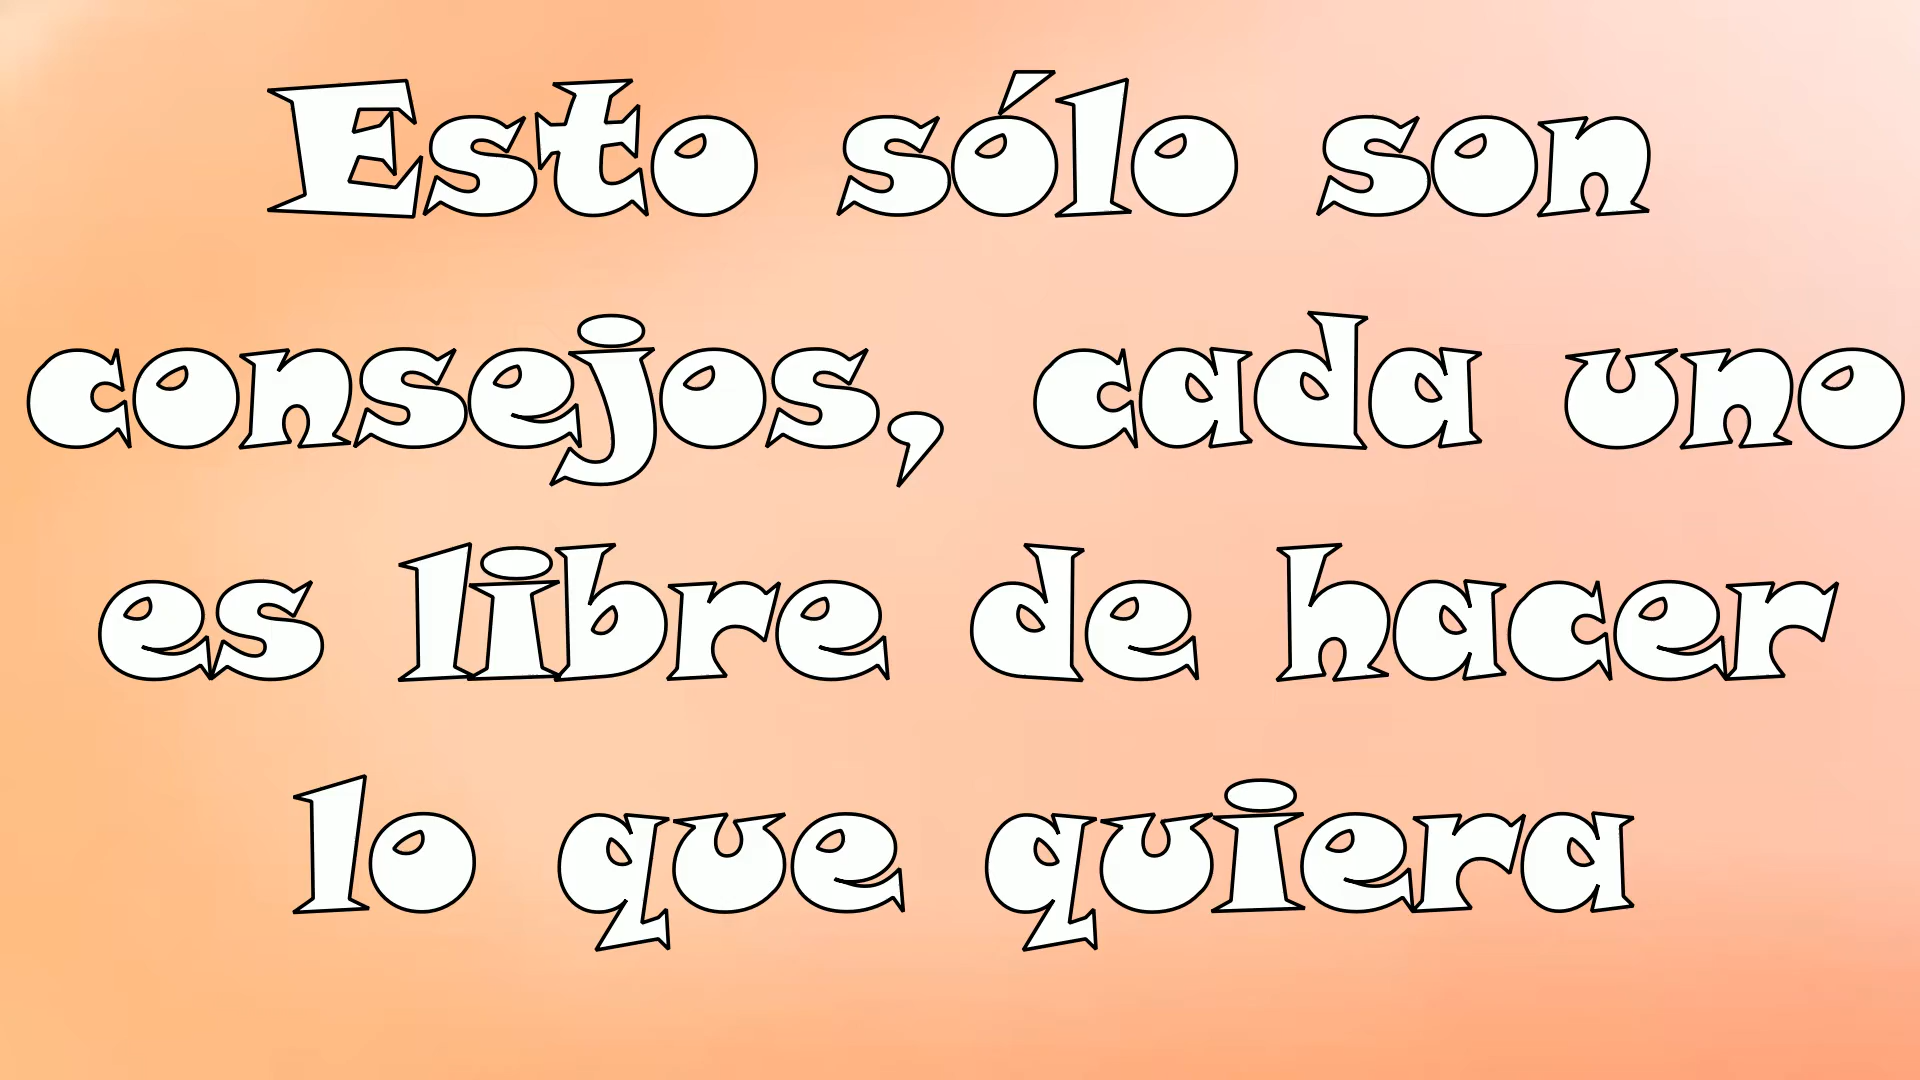 Esto sólo son
consejos, cada uno
es libre de hacer
lo que quiera